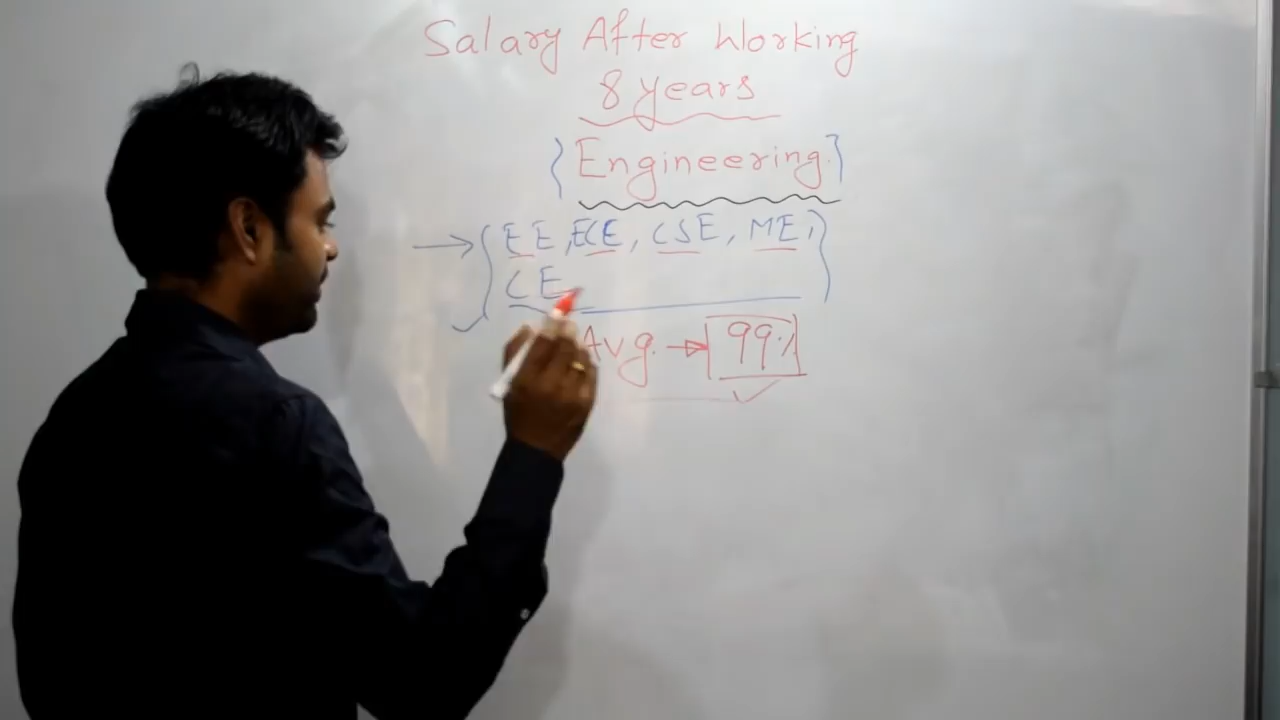 Salary After Working
8 years
{Engineering.}
→ {EE, ECE, CSE, ME,
CE}
Avg. → 99%